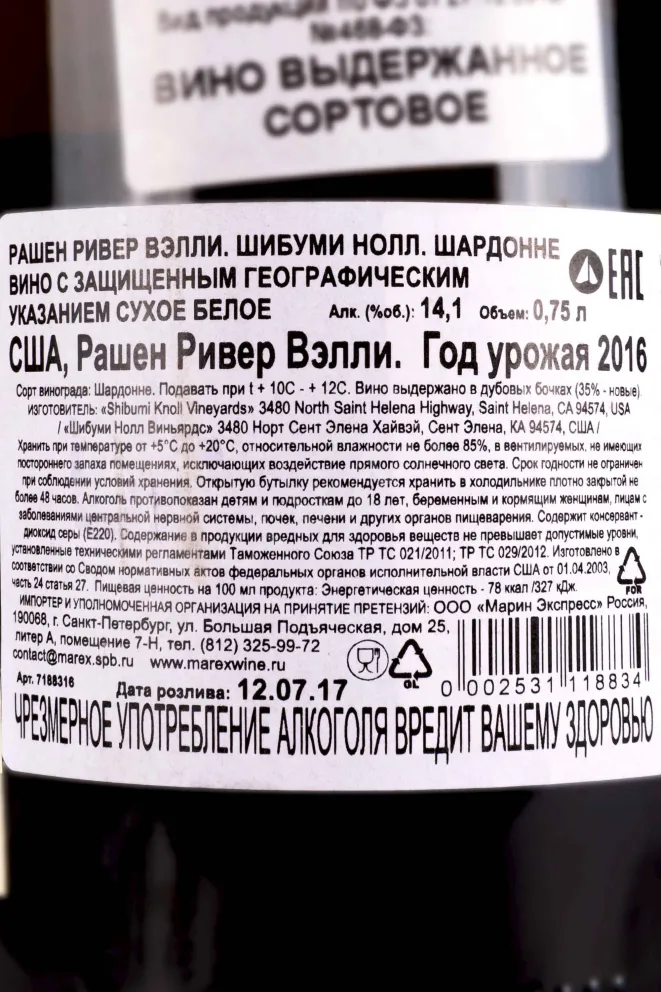 Вид продукции по ФЗ от 27.12.2019
№468-ФЗ:
ВИНО ВЫДЕРЖАННОЕ
СОРТОВОЕ
РАШЕН РИВЕР ВЭЛЛИ. ШИБУМИ НОЛЛ. ШАРДОННЕ
ВИНО С ЗАЩИЩЕННЫМ ГЕОГРАФИЧЕСКИМ
УКАЗАНИЕМ СУХОЕ БЕЛОЕ Алк. (%об.): 14,1 Объем: 0,75 л
EAC
США, Рашен Ривер Вэлли. Год урожая 2016
Сорт винограда: Шардонне. Подавать при t + 10C - + 12C. Вино выдержано в дубовых бочках (35% - новые)
ИЗГОТОВИТЕЛЬ: «Shibumi Knoll Vineyards» 3480 North Saint Helena Highway, Saint Helena, CA 94574, USA
/ «Шибуми Нолл Виньярдс» 3480 Норт Сент Элена Хайвэй, Сент Элена, КА 94574, США /
Хранить при температуре от +5°С до +20°С, относительной влажности не более 85%, в вентилируемых, не имеющих
постороннего запаха помещениях, исключающих воздействие прямого солнечного света. Срок годности не ограничен
при соблюдении условий хранения. Открытую бутылку рекомендуется хранить в холодильнике плотно закрытой не
более 48 часов. Алкоголь противопоказан детям и подросткам до 18 лет, беременным и кормящим женщинам, лицам с
заболеваниями центральной нервной системы, почек, печени и других органов пищеварения. Содержит консервант -
диоксид серы (Е220). Содержание в продукции вредных для здоровья веществ не превышает допустимые уровни,
установленные техническими регламентами Таможенного Союза ТР ТС 021/2011; ТР ТС 029/2012. Изготовлено в
соответствии со Сводом нормативных актов федеральных органов исполнительной власти США от 01.04.2003,
часть 24 статья 27. Пищевая ценность на 100 мл продукта: Энергетическая ценность - 78 ккал /327 кДж.
FOR
ИМПОРТЕР И УПОЛНОМОЧЕННАЯ ОРГАНИЗАЦИЯ НА ПРИНЯТИЕ ПРЕТЕНЗИЙ: ООО «Марин Экспресс» Россия,
190068, г. Санкт-Петербург, ул. Большая Подъяческая, дом 25,
литер А, помещение 7-Н, тел. (812) 325-99-72
contact@marex.spb.ru www.marexwine.ru
GL
Арт. 7188316
Дата розлива: 12.07.17
0 002531 118834
ЧРЕЗМЕРНОЕ УПОТРЕБЛЕНИЕ АЛКОГОЛЯ ВРЕДИТ ВАШЕМУ ЗДОРОВЬЮ